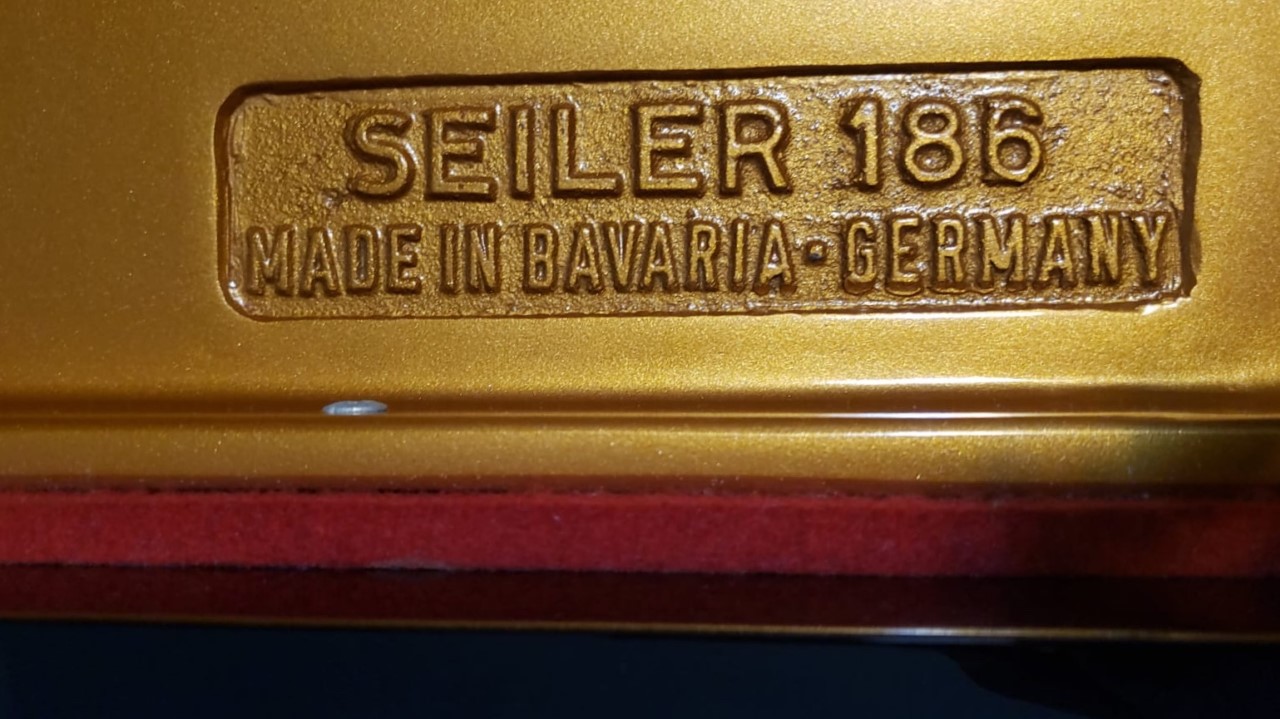 SEILER 186
MADE IN BAVARIA · GERMANY